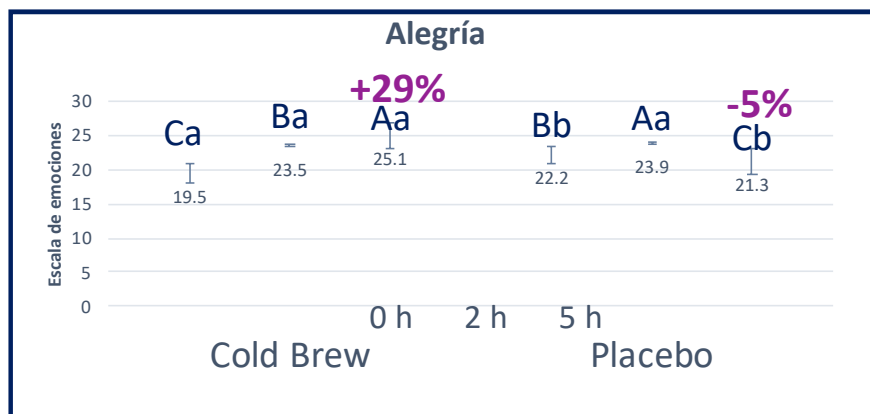 Alegría
+29%
-5%
Ca
Ba
Aa
Bb
Aa
Cb
Escala de emociones
30
25
20
15
10
5
0
19.5
23.5
25.1
22.2
23.9
21.3
0 h
2 h
5 h
Cold Brew
Placebo